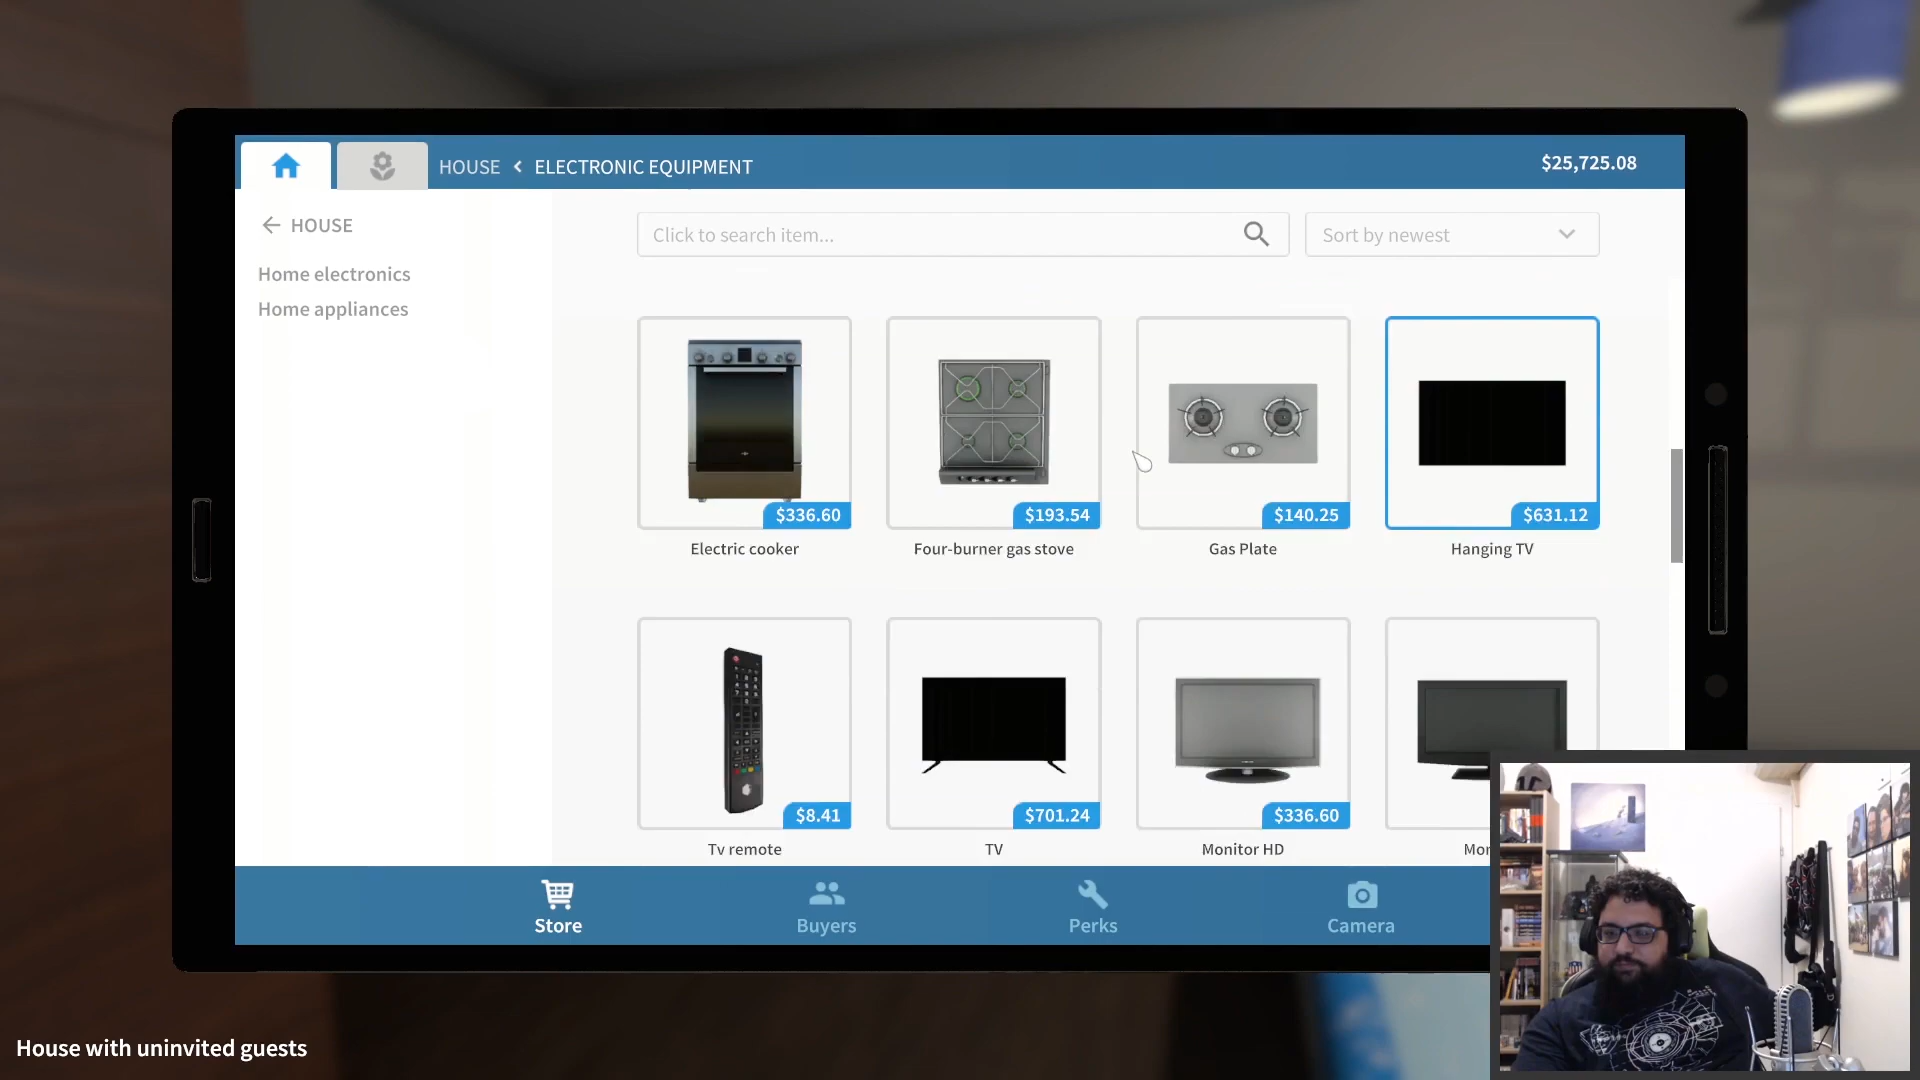 HOUSE < ELECTRONIC EQUIPMENT
$25,725.08
HOUSE
Home electronics
Home appliances
Click to search item...
Sort by newest
$336.60
$193.54
$140.25
$631.12
Electric cooker
Four-burner gas stove
Gas Plate
Hanging TV
$8.41
$701.24
$336.60
Tv remote
TV
Monitor HD
Store
Buyers
Perks
Camera
House with uninvited guests